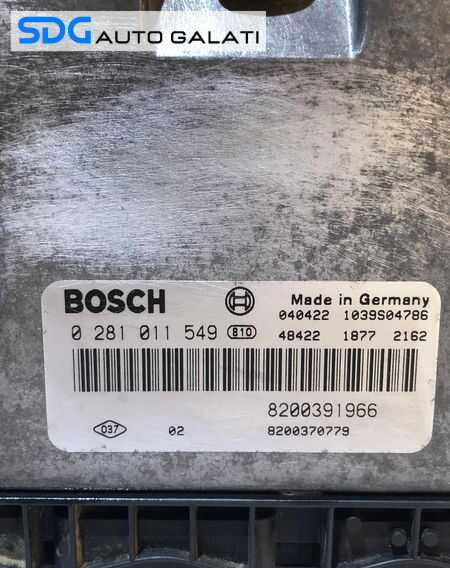 SDG AUTO GALATI
BOSCH Made in Germany
040422 1039S04786
0 281 011 549 B10 48422 1877 2162
8200391966
037 02 8200370779